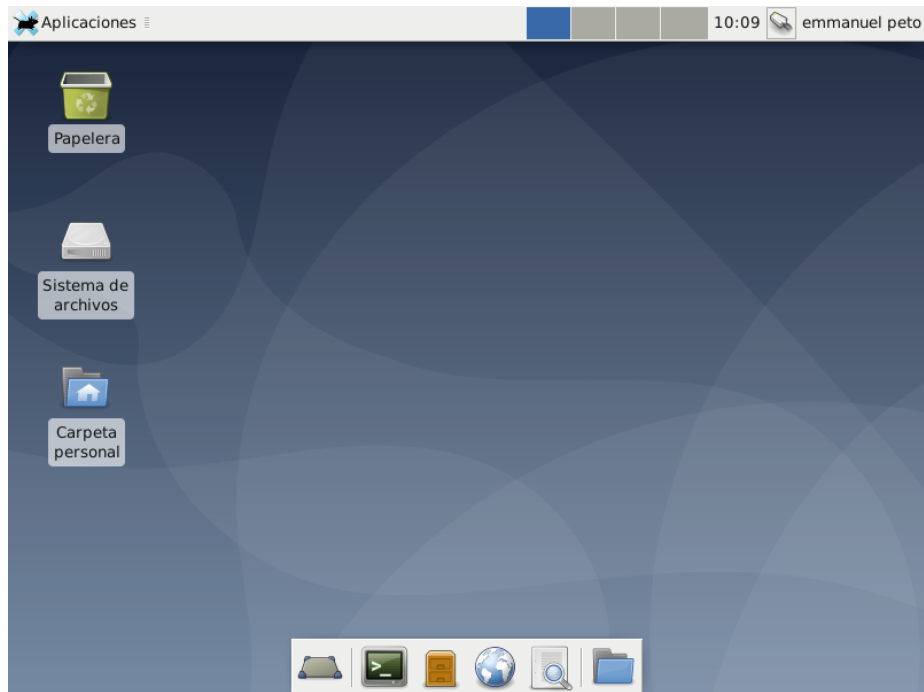 Aplicaciones
10:09
emmanuel peto
Papelera
Sistema de
archivos
Carpeta
personal
>_